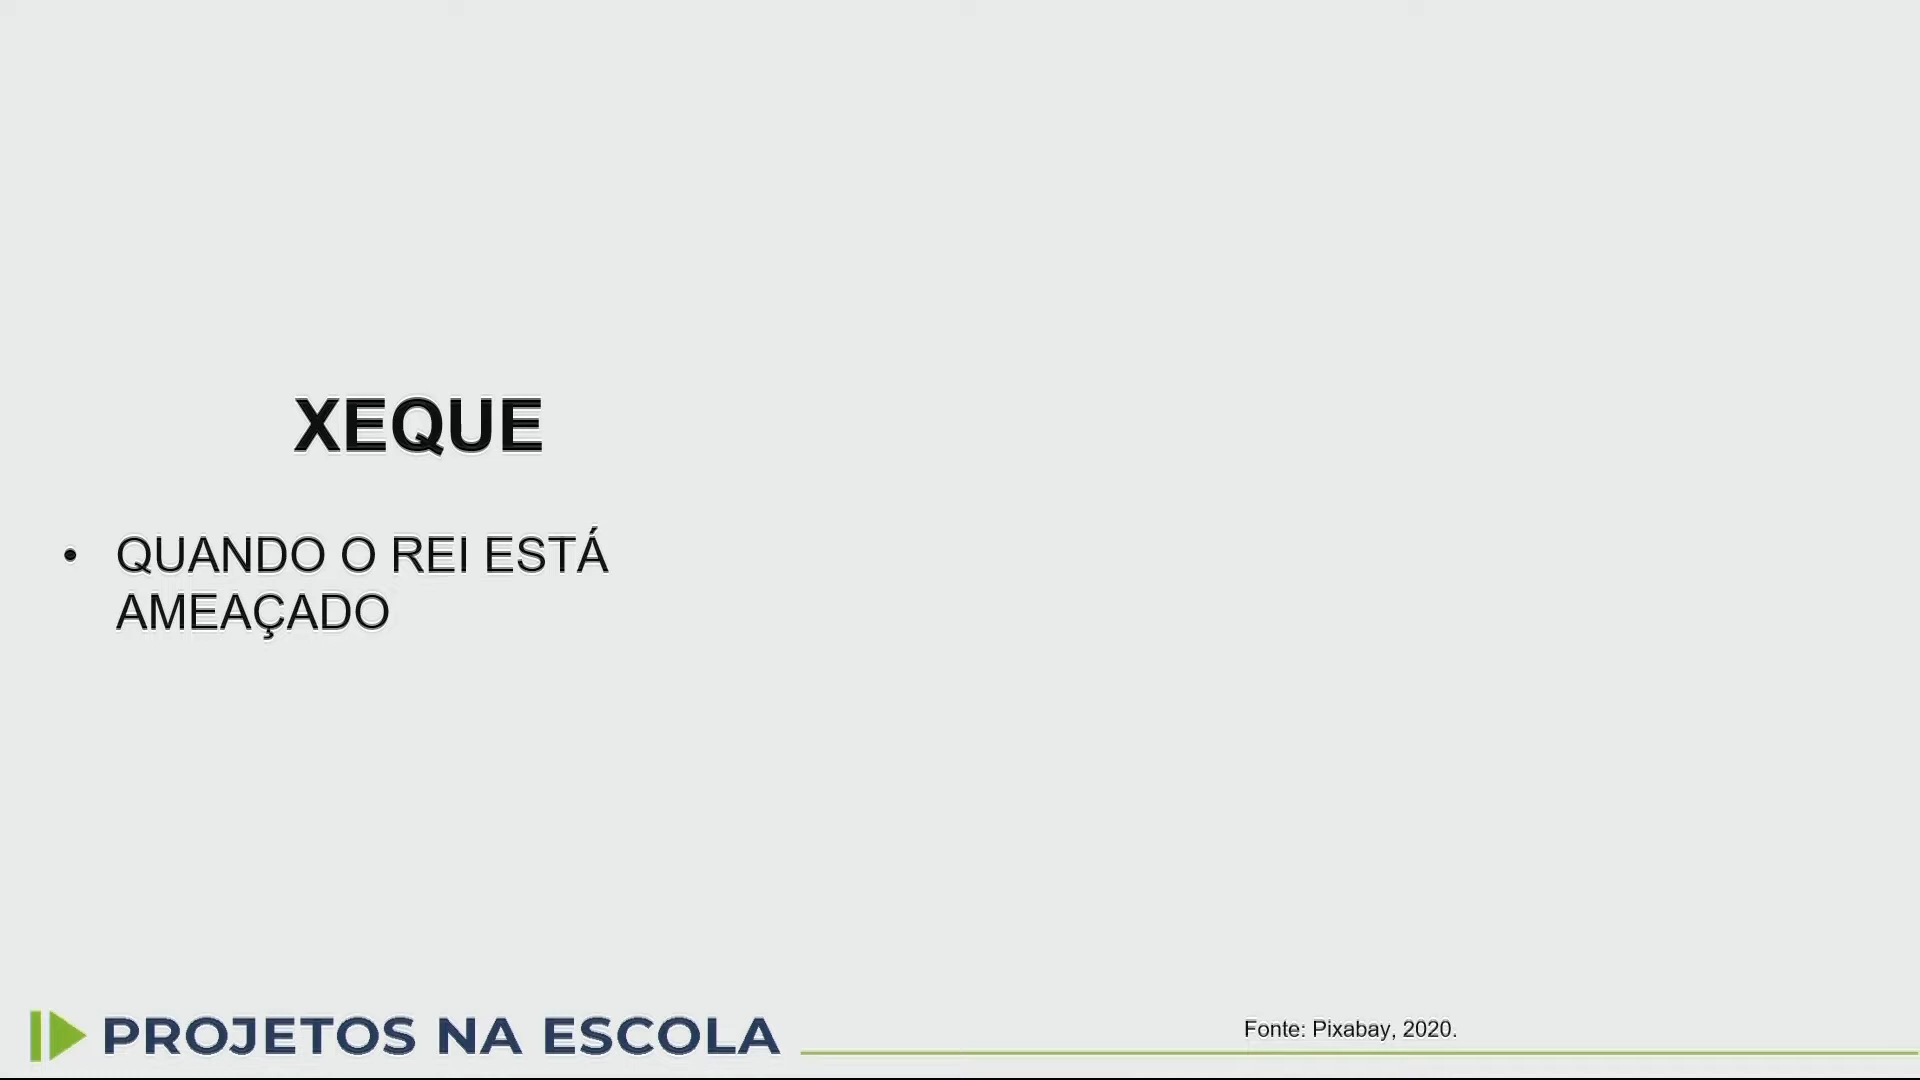 XEQUE
• QUANDO O REI ESTÁ
AMEAÇADO
PROJETOS NA ESCOLA
Fonte: Pixabay, 2020.